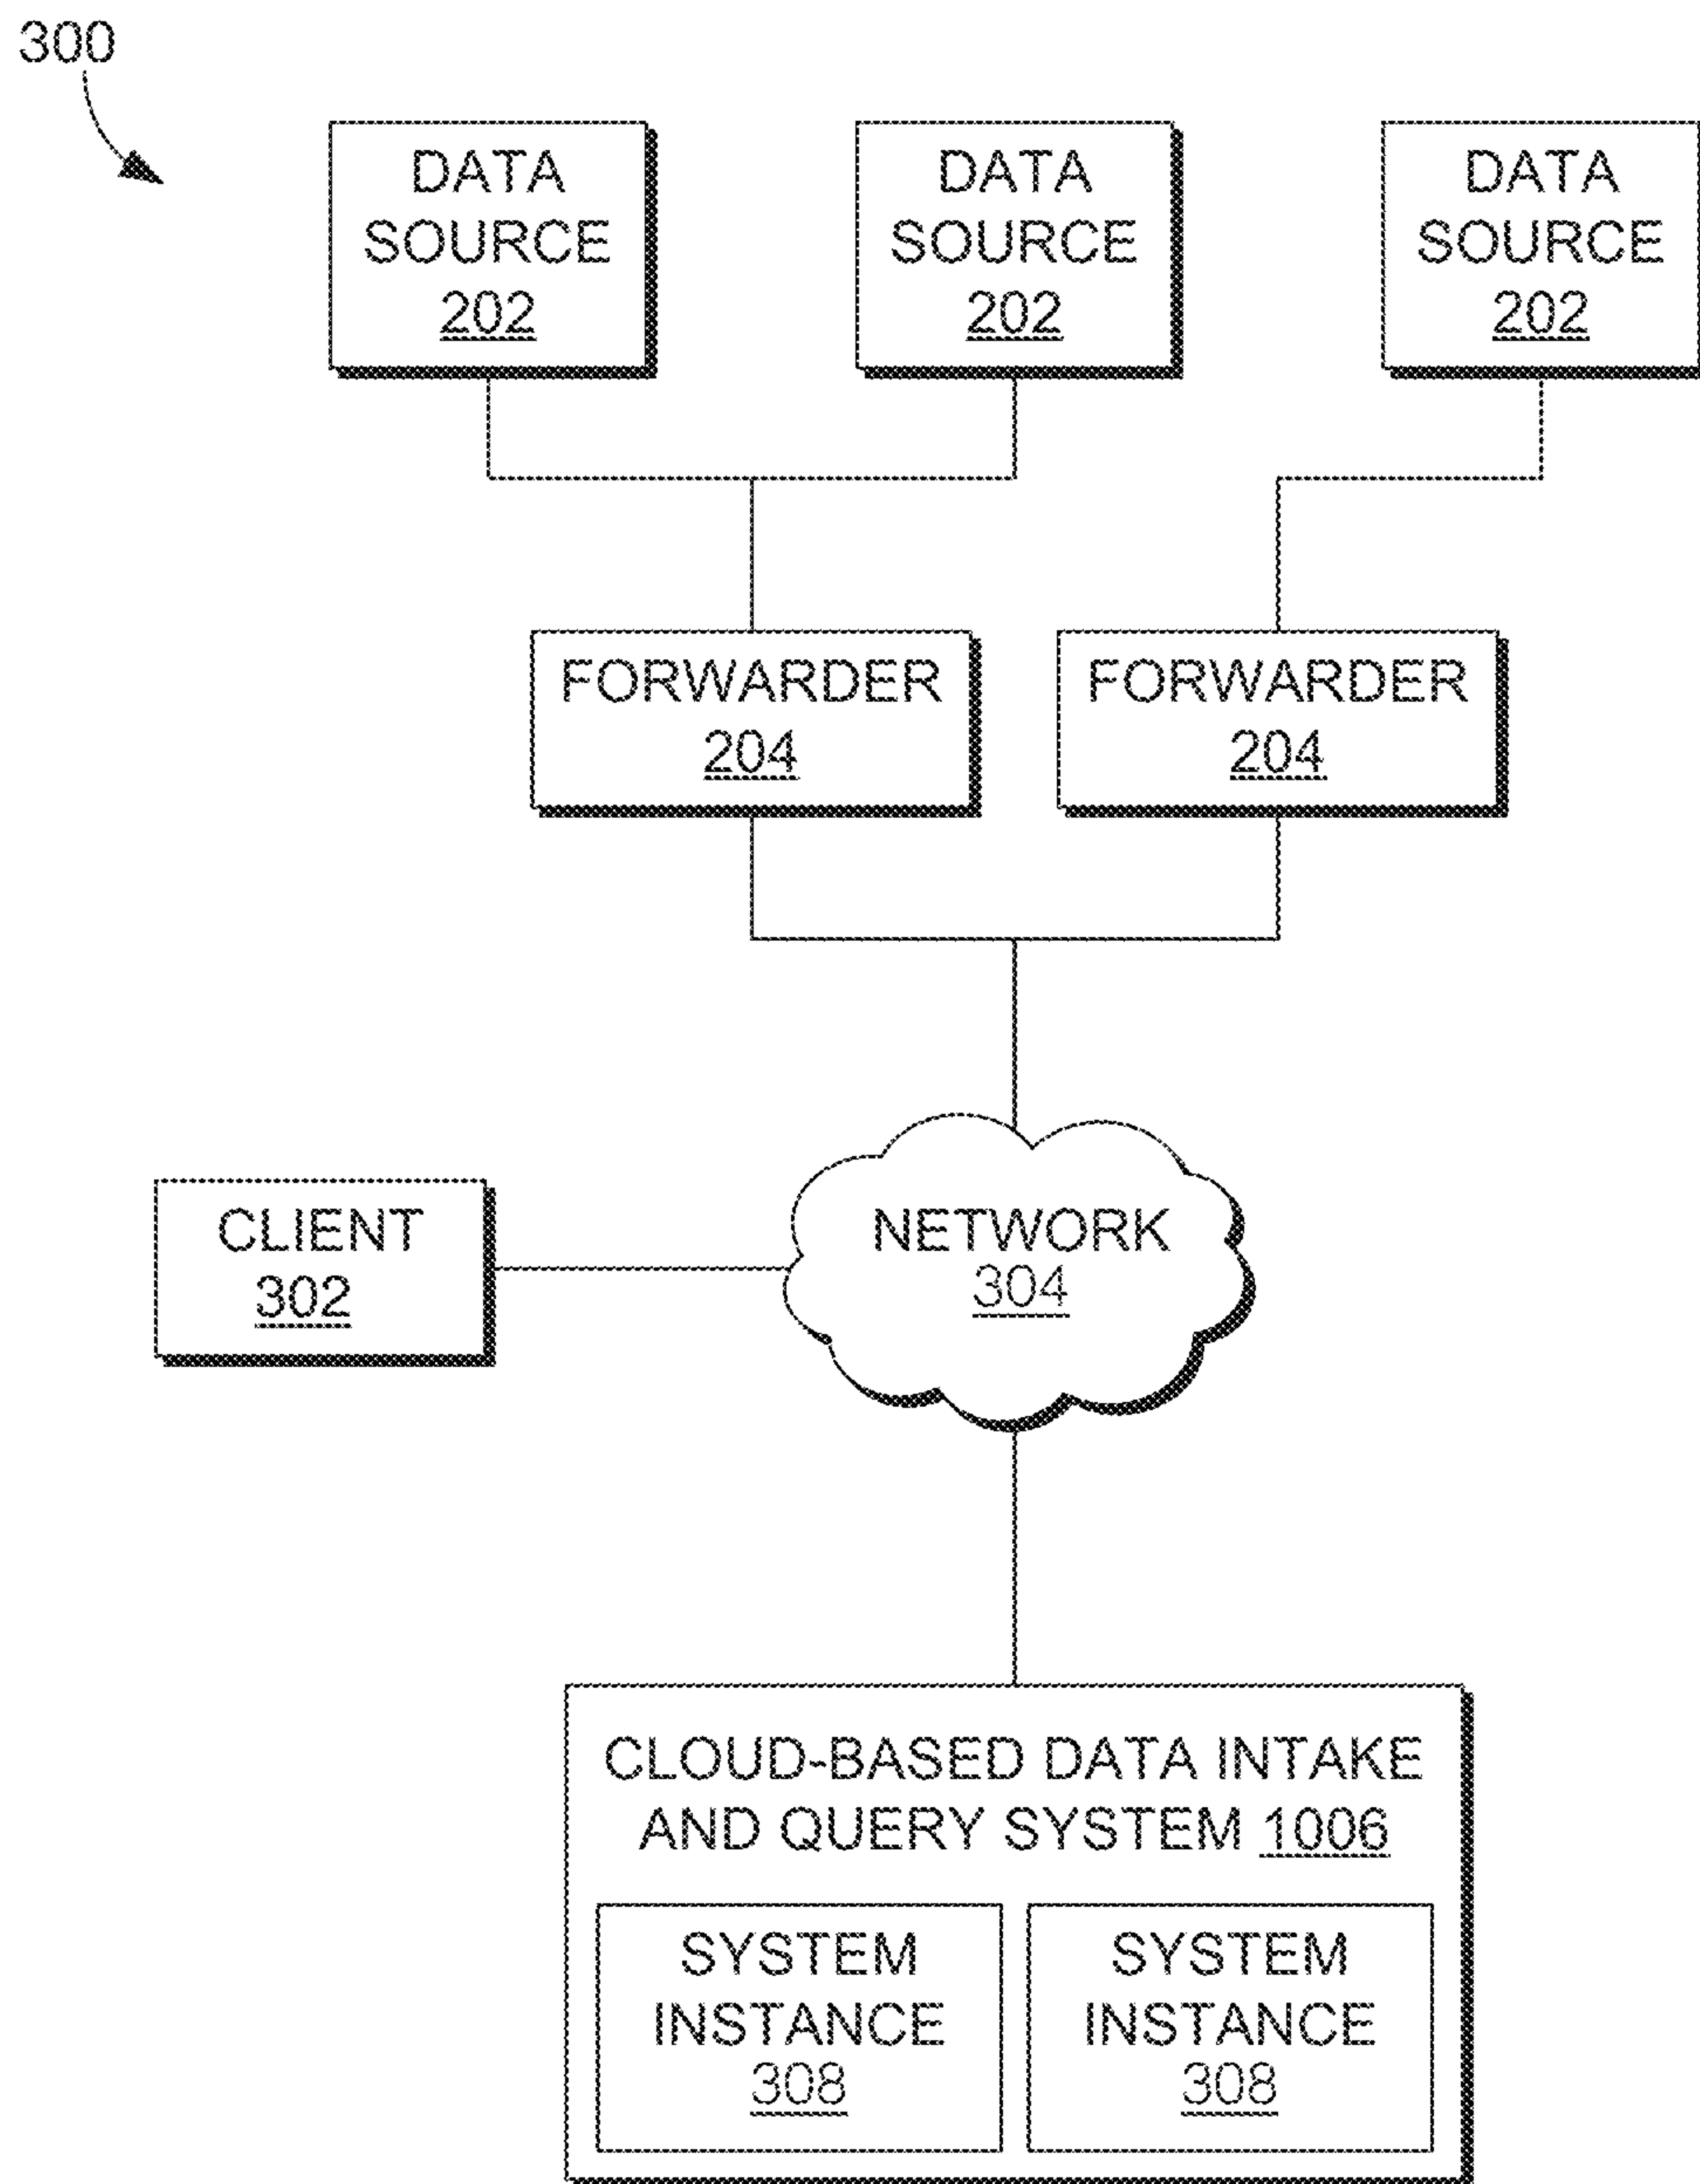 300
DATA
SOURCE
202
DATA
SOURCE
202
DATA
SOURCE
202
FORWARDER
204
FORWARDER
204
NETWORK
304
CLIENT
302
CLOUD-BASED DATA INTAKE
AND QUERY SYSTEM 1006
SYSTEM
INSTANCE
308
SYSTEM
INSTANCE
308